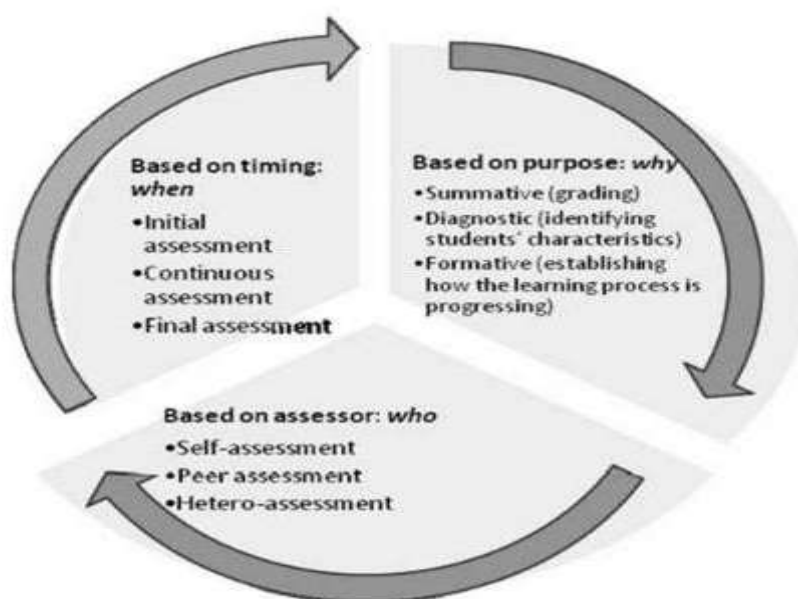 Based on timing:
when
•Initial
assessment
•Continuous
assessment
•Final assessment
Based on purpose: why
•Summative (grading)
•Diagnostic (identifying
students' characteristics)
•Formative (establishing
how the learning process is
progressing)
Based on assessor: who
•Self-assessment
•Peer assessment
•Hetero-assessment